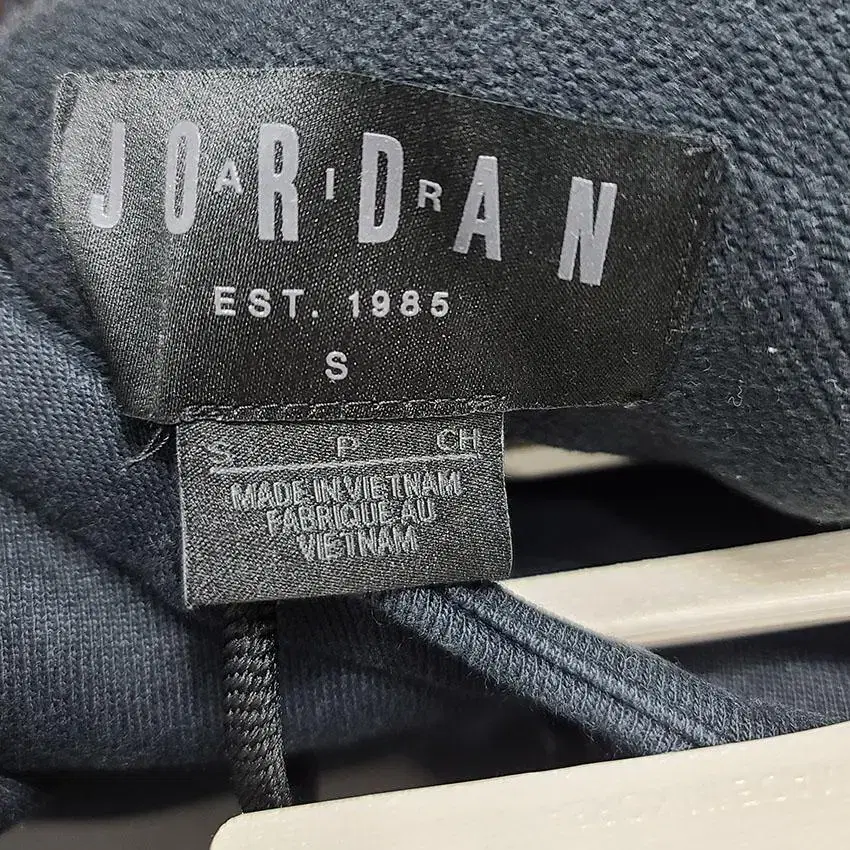 JORDAN
AIR
EST. 1985
S
S P CH
MADE IN VIETNAM
FABRIQUE AU
VIETNAM